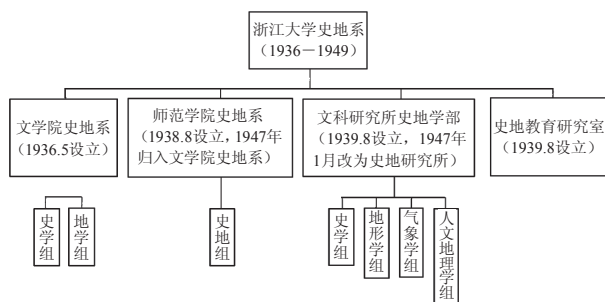 浙江大学史地系
（1936－1949）
文学院史地系
（1936.5设立）
师范学院史地系
（1938.8设立，1947年
归入文学院史地系）
文科研究所史地学部
（1939.8设立，1947年
1月改为史地研究所）
史地教育研究室
（1939.8设立）
史学组
地学组
史地组
史学组
地形学组
气象学组
人文地理学组